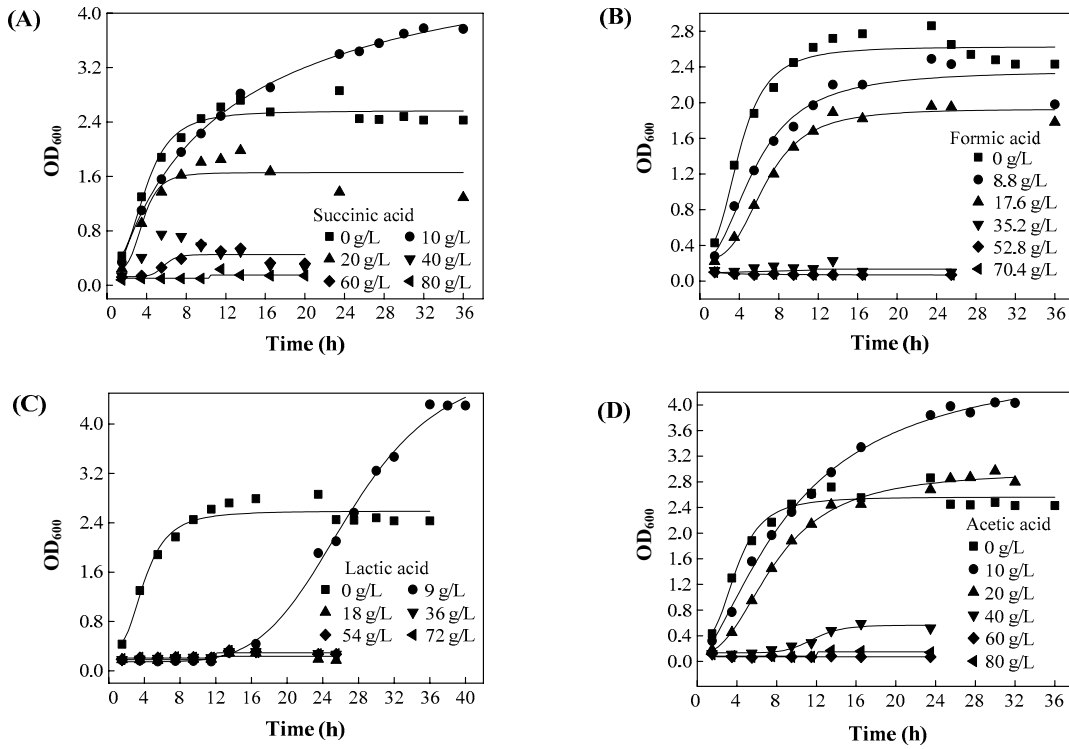 (A)
4.0
3.2
2.4
1.6
0.8
0.0
OD600
Succinic acid
0 g/L
10 g/L
20 g/L
40 g/L
60 g/L
80 g/L
0 4 8 12 16 20 24 28 32 36
Time (h)
(B)
2.8
2.4
2.0
1.6
1.2
0.8
0.4
0.0
OD600
Formic acid
0 g/L
8.8 g/L
17.6 g/L
35.2 g/L
52.8 g/L
70.4 g/L
0 4 8 12 16 20 24 28 32 36
Time (h)
(C)
4.0
3.2
2.4
1.6
0.8
0.0
OD600
Lactic acid
0 g/L
9 g/L
18 g/L
36 g/L
54 g/L
72 g/L
0 4 8 12 16 20 24 28 32 36 40
Time (h)
(D)
4.0
3.6
3.2
2.8
2.4
2.0
1.6
1.2
0.8
0.4
0.0
OD600
Acetic acid
0 g/L
10 g/L
20 g/L
40 g/L
60 g/L
80 g/L
0 4 8 12 16 20 24 28 32 36
Time (h)